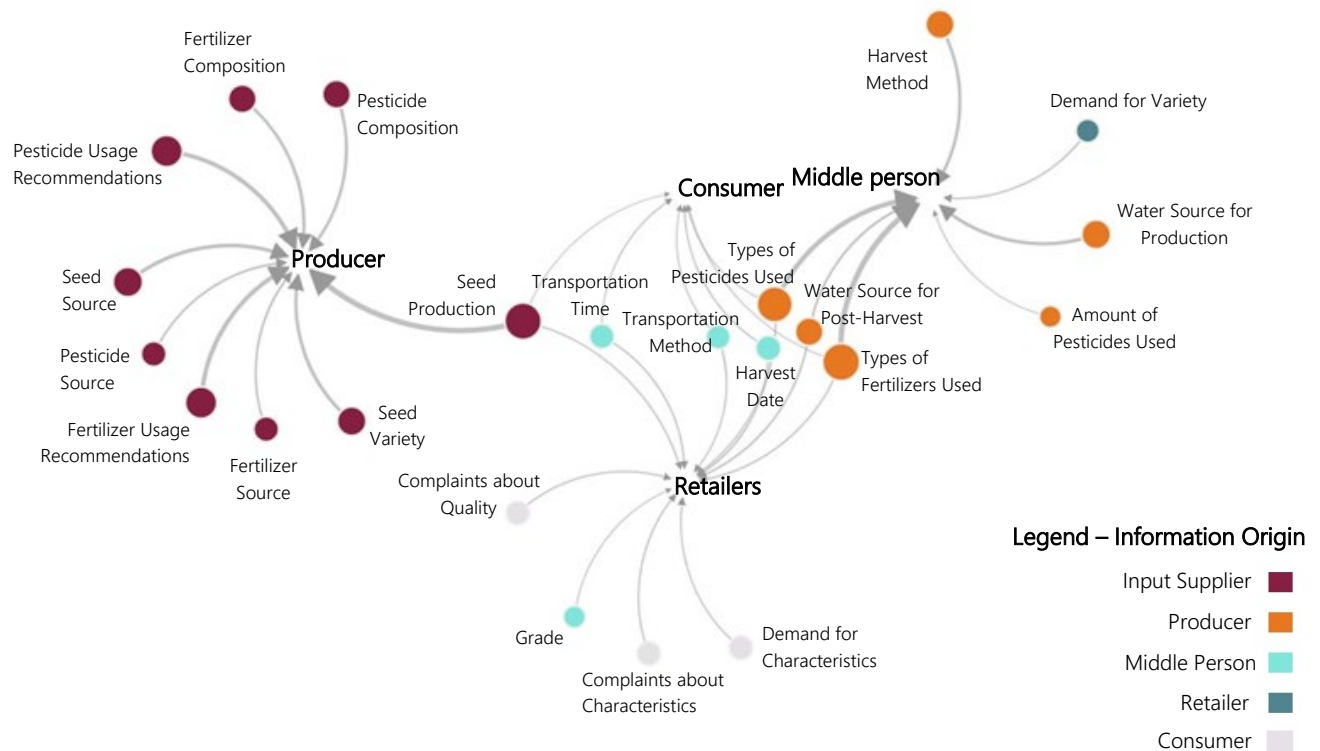 Fertilizer
Composition
Pesticide
Composition
Pesticide Usage
Recommendations
Producer
Seed
Source
Pesticide
Source
Fertilizer Usage
Recommendations
Fertilizer
Source
Seed
Variety
Seed
Production
Consumer
Middle person
Harvest
Method
Demand for Variety
Water Source for
Production
Amount of
Pesticides Used
Types of
Pesticides Used
Transportation
Time
Water Source for
Post-Harvest
Transportation
Method
Harvest
Date
Types of
Fertilizers Used
Complaints about
Quality
Retailers
Grade
Complaints about
Characteristics
Demand for
Characteristics
Legend – Information Origin
Input Supplier
Producer
Middle Person
Retailer
Consumer